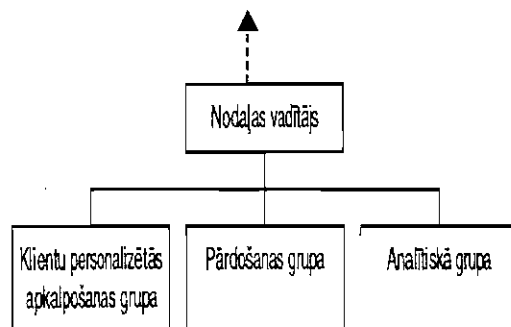 Nodaļas vadītājs
Klientu personalizētās
apkalpošanas grupa
Pārdošanas grupa
Analītiskā grupa